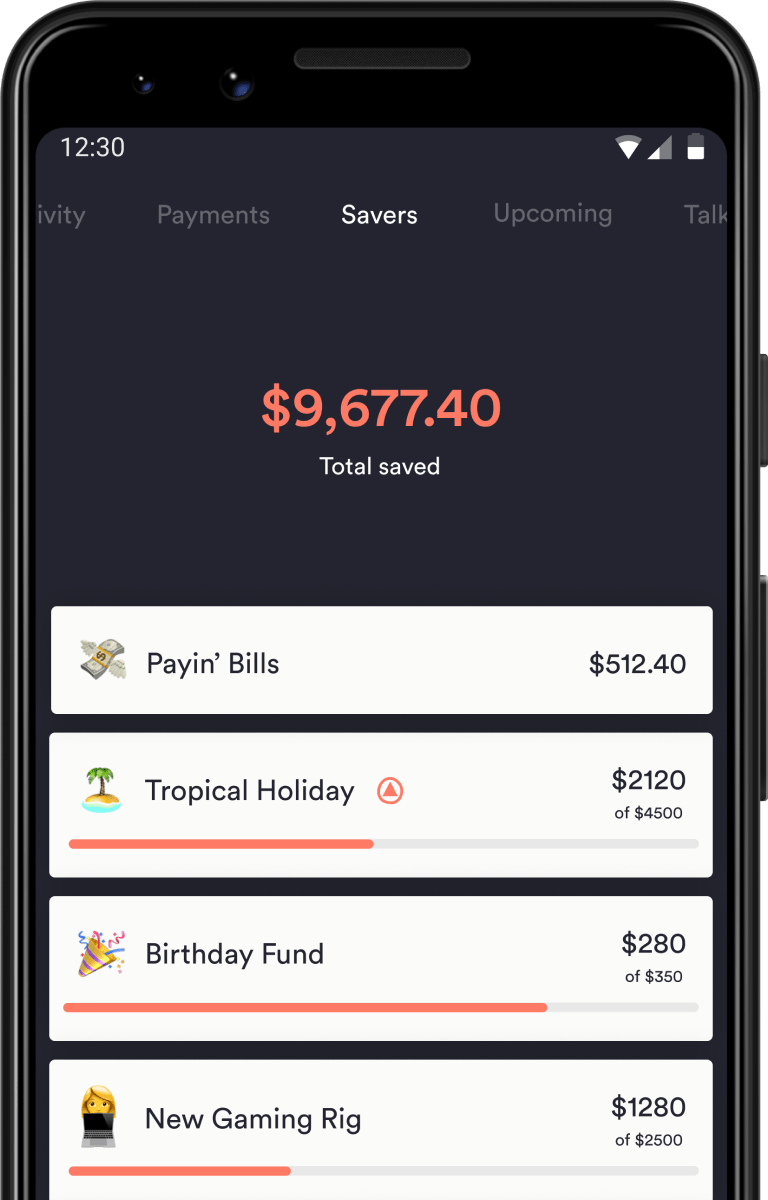 12:30
ivity Payments Savers Upcoming Talk
$9,677.40
Total saved
Payin’ Bills $512.40
Tropical Holiday $2120
of $4500
Birthday Fund $280
of $350
New Gaming Rig $1280
of $2500